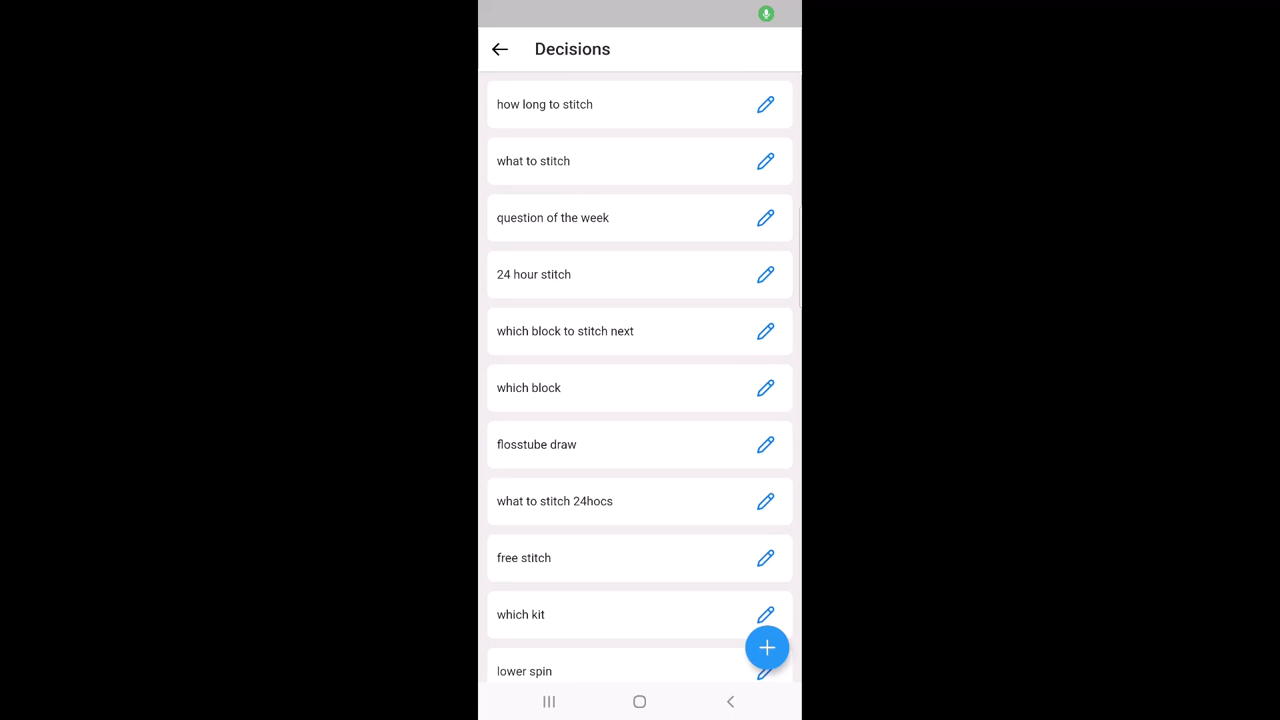 Decisions
how long to stitch
what to stitch
question of the week
24 hour stitch
which block to stitch next
which block
flosstube draw
what to stitch 24hocs
free stitch
which kit
lower spin